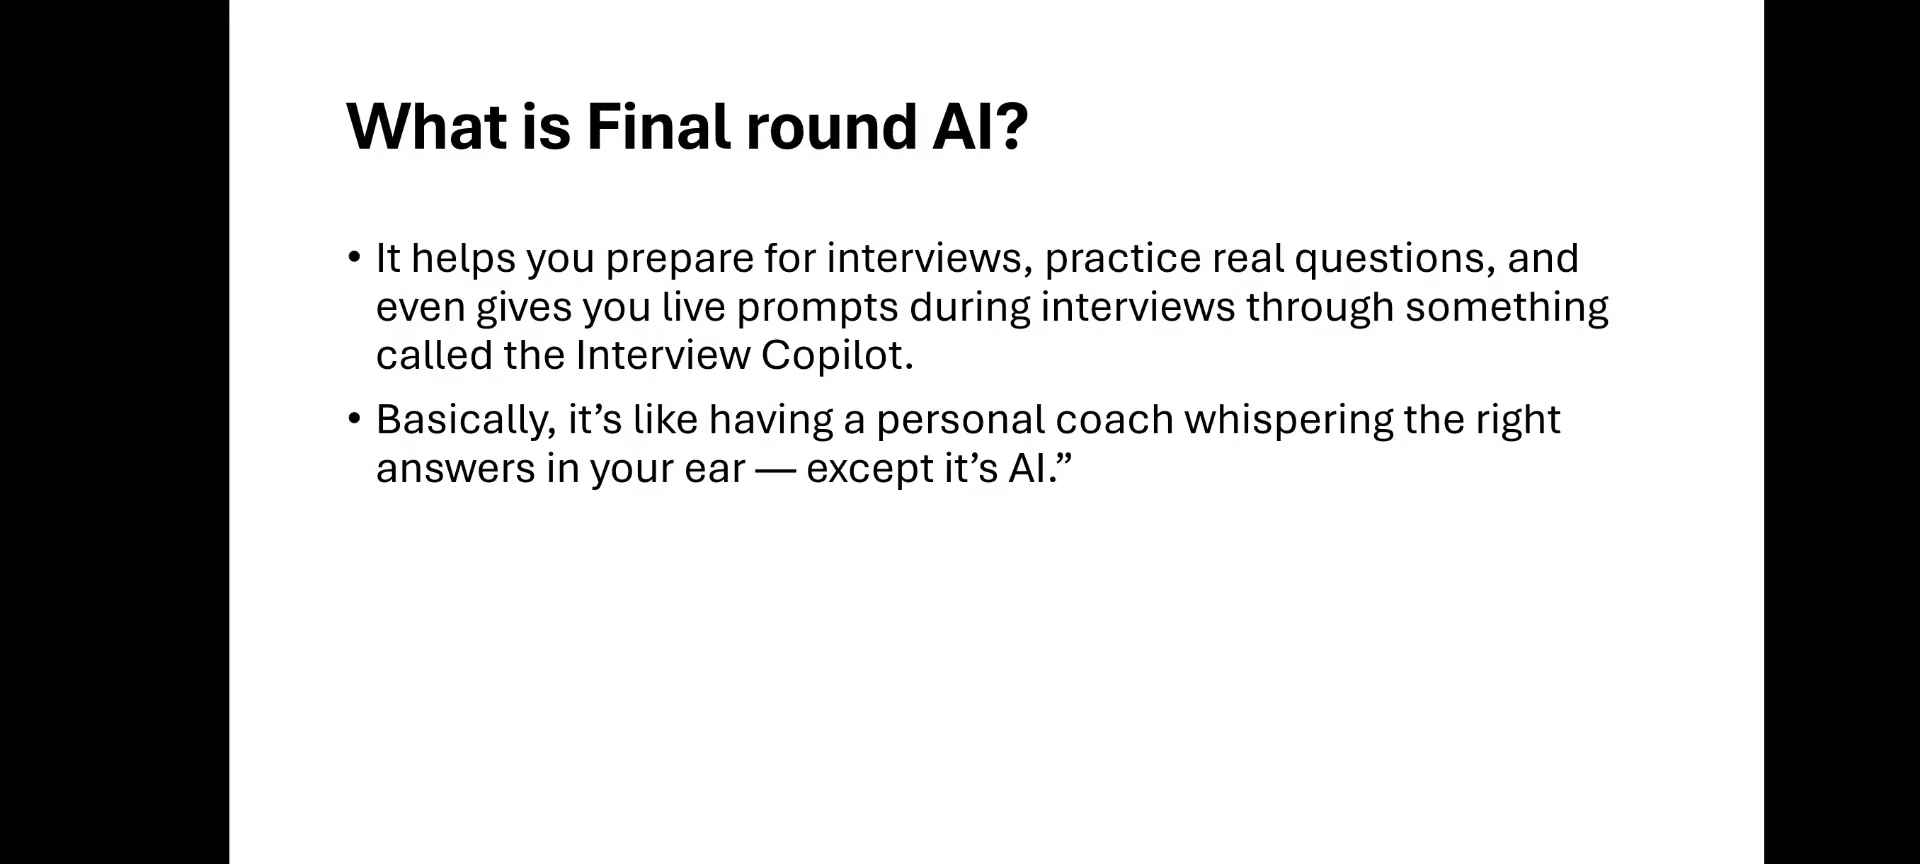 What is Final round AI?
• It helps you prepare for interviews, practice real questions, and
even gives you live prompts during interviews through something
called the Interview Copilot.
• Basically, it’s like having a personal coach whispering the right
answers in your ear — except it’s AI.”